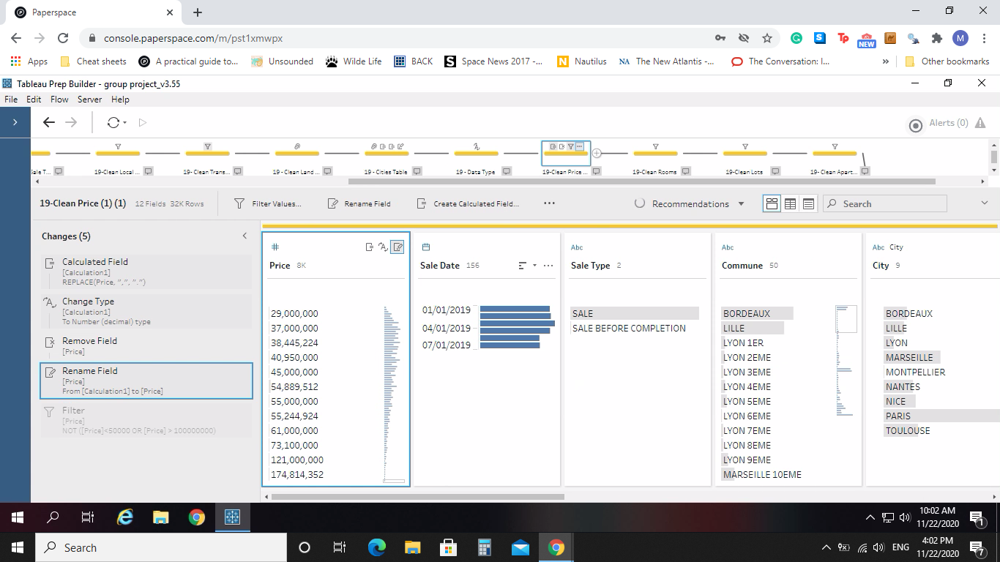 Paperspace
console.paperspace.com/m/pst1xmwpx
M
NEW
Apps Cheat sheets A practical guide to... Unsounded Wilde Life BACK Space News 2017 -... Nautilus NA The New Atlantis -... The Conversation: I... » Other bookmarks
Tableau Prep Builder - group project_v3.55
File Edit Flow Server Help
Alerts (0)
Sale T... 19-Clean Local ... 19- Clean Trans... 19 - Clean Land ... 19 - Cities Table 19 - Data Type 19-Clean Price ... 19-Clean Rooms 19-Clean Lots 19- Clean Apart...
19-Clean Price (1) (1) 12 Fields 32K Rows Filter Values... Rename Field Create Calculated Field... ... Recommendations Search
Changes (5)
Calculated Field
[Calculation1]
REPLACE(Price, ",", ".")
Change Type
[Calculation1]
To Number (decimal) type
Remove Field
[Price]
Rename Field
[Price]
From [Calculation1] to [Price]
Filter
[Price]
NOT ([Price]<50000 OR [Price] > 100000000)
#
Price 8K
29,000,000
37,000,000
38,445,224
40,950,000
45,000,000
54,889,512
55,000,000
55,244,924
61,000,000
73,100,000
121,000,000
174,814,352
Sale Date 156
01/01/2019
04/01/2019
07/01/2019
Abc
Sale Type 2
SALE
SALE BEFORE COMPLETION
Abc
Commune 50
BORDEAUX
LILLE
LYON 1ER
LYON 2EME
LYON 3EME
LYON 4EME
LYON 5EME
LYON 6EME
LYON 7EME
LYON 8EME
LYON 9EME
MARSEILLE 10EME
Abc City
City 9
BORDEAUX
LILLE
LYON
MARSEILLE
MONTPELLIER
NANTES
NICE
PARIS
TOULOUSE
10:02 AM
11/22/2020
1
Search
ENG
4:02 PM
11/22/2020
7